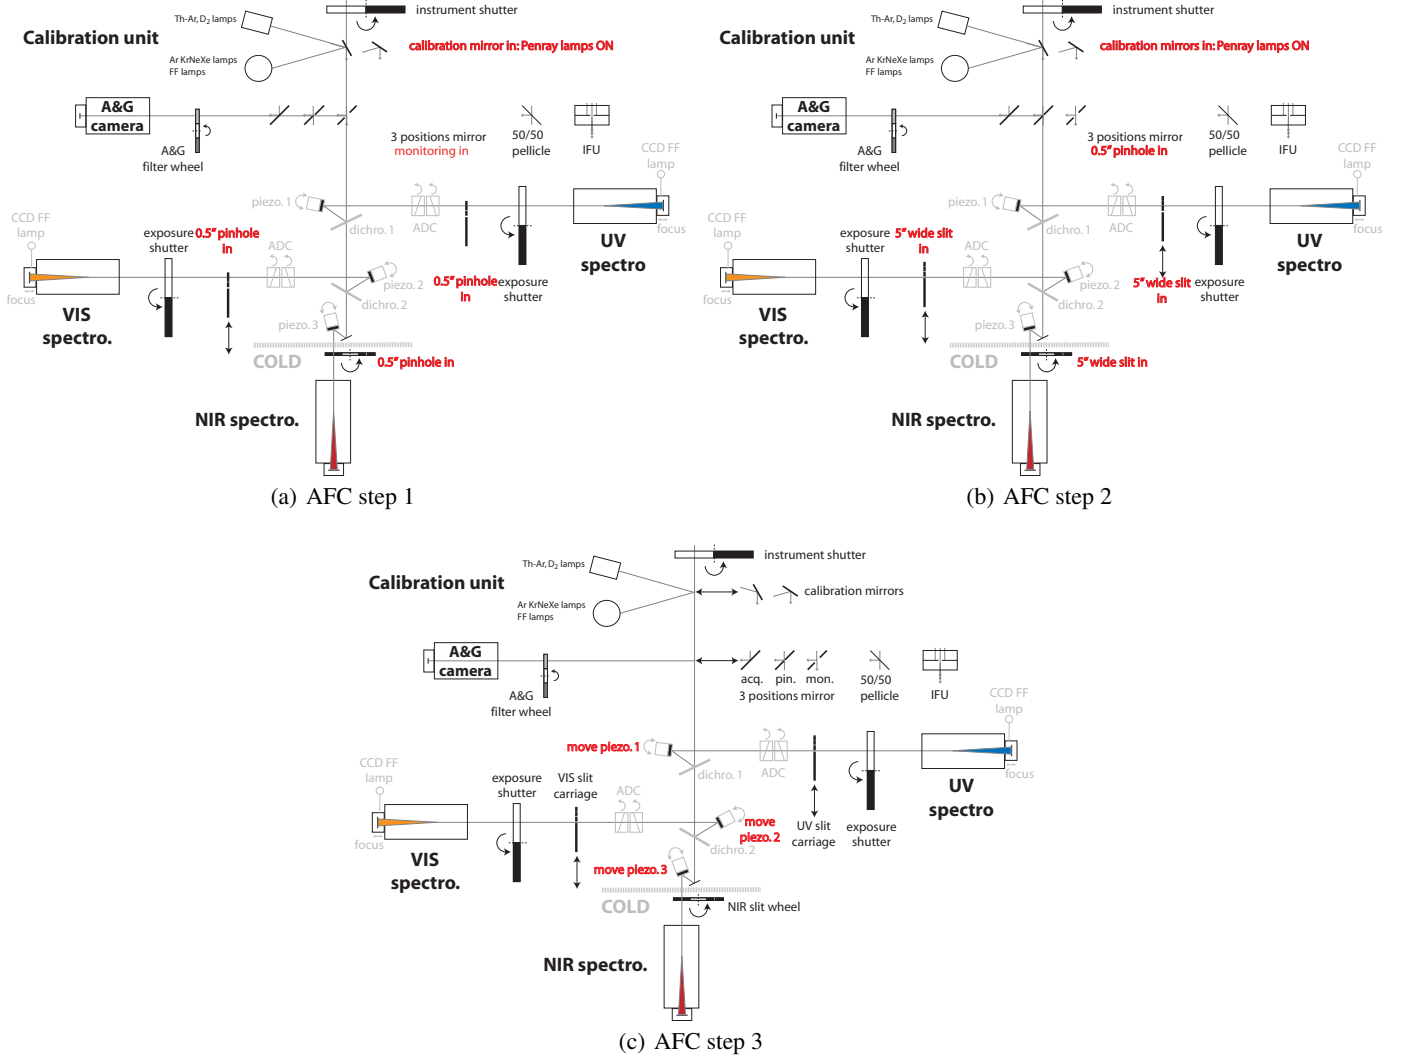 instrument shutter
Th-Ar, D2 lamps
Calibration unit
calibration mirror in: Penray lamps ON
Ar KrNeXe lamps
FF lamps
A&G
camera
A&G
filter wheel
3 positions mirror
monitoring in
50/50
pellicle
IFU
CCD FF
lamp
piezo. 1
dichro. 1
ADC
focus
UV
spectro
CCD FF
lamp
exposure
shutter
0.5" pinhole
in
ADC
piezo. 2
dichro. 2
0.5" pinhole
in
exposure
shutter
focus
VIS
spectro.
piezo. 3
COLD
0.5" pinhole in
NIR spectro.
(a) AFC step 1
instrument shutter
Th-Ar, D2 lamps
Calibration unit
calibration mirrors in: Penray lamps ON
Ar KrNeXe lamps
FF lamps
A&G
camera
A&G
filter wheel
3 positions mirror
0.5" pinhole in
50/50
pellicle
IFU
CCD FF
lamp
piezo. 1
dichro. 1
ADC
focus
UV
spectro
CCD FF
lamp
exposure
shutter
5" wide slit
in
ADC
piezo. 2
dichro. 2
5" wide slit
in
exposure
shutter
focus
VIS
spectro.
piezo. 3
COLD
5" wide slit in
NIR spectro.
(b) AFC step 2
instrument shutter
Th-Ar, D2 lamps
Calibration unit
calibration mirrors
Ar KrNeXe lamps
FF lamps
A&G
camera
A&G
filter wheel
acq. pin. mon.
3 positions mirror
50/50
pellicle
IFU
CCD FF
lamp
move piezo. 1
dichro. 1
ADC
focus
UV
spectro
CCD FF
lamp
exposure
shutter
VIS slit
carriage
ADC
move
piezo. 2
dichro. 2
UV slit
carriage
exposure
shutter
focus
VIS
spectro.
move piezo. 3
COLD
NIR slit wheel
NIR spectro.
(c) AFC step 3